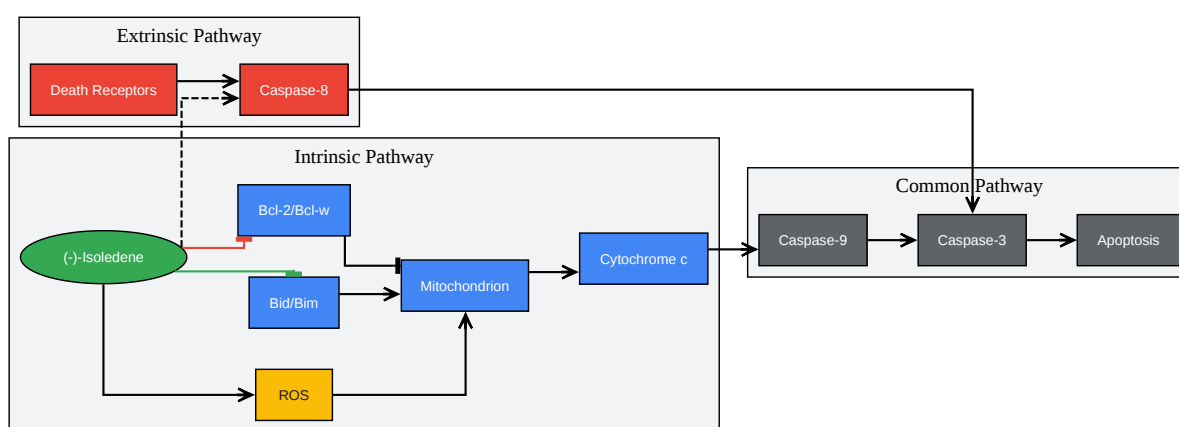 Extrinsic Pathway
Death Receptors
Caspase-8
Intrinsic Pathway
Bcl-2/Bcl-w
(-)-Isoledene
Bid/Bim
Mitochondrion
Cytochrome c
ROS
Common Pathway
Caspase-9
Caspase-3
Apoptosis